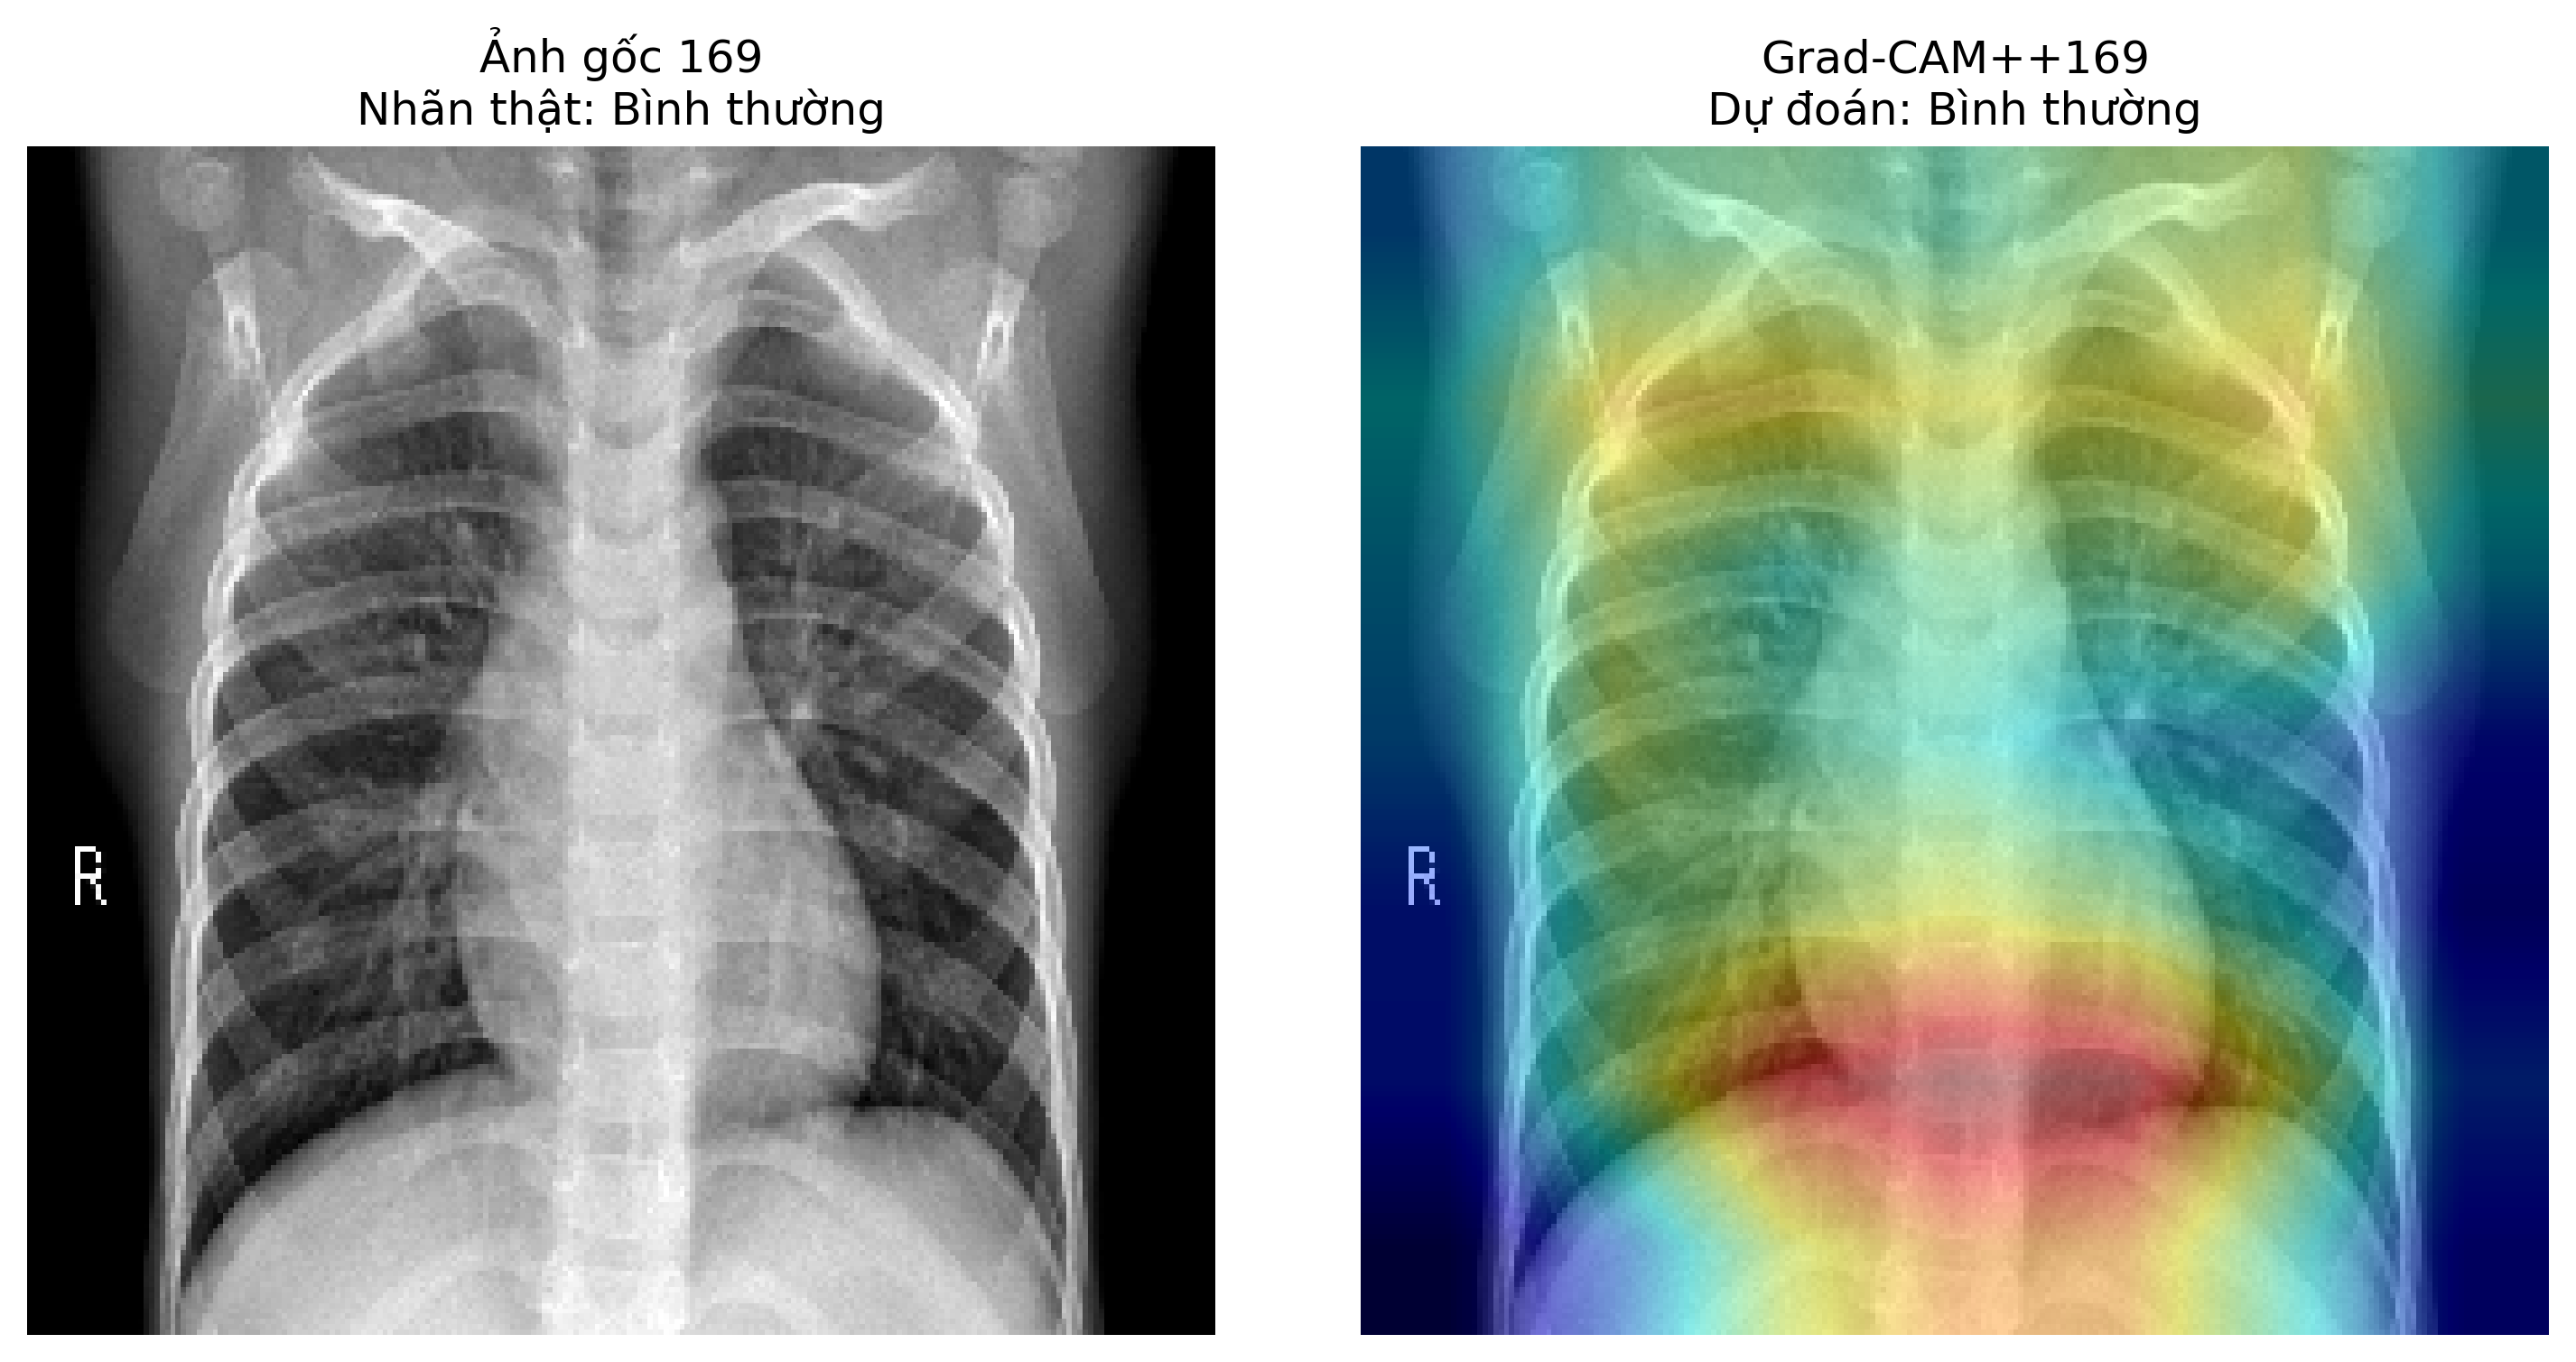 Ảnh gốc 169
Nhãn thật: Bình thường
Grad-CAM++169
Dự đoán: Bình thường
R
R